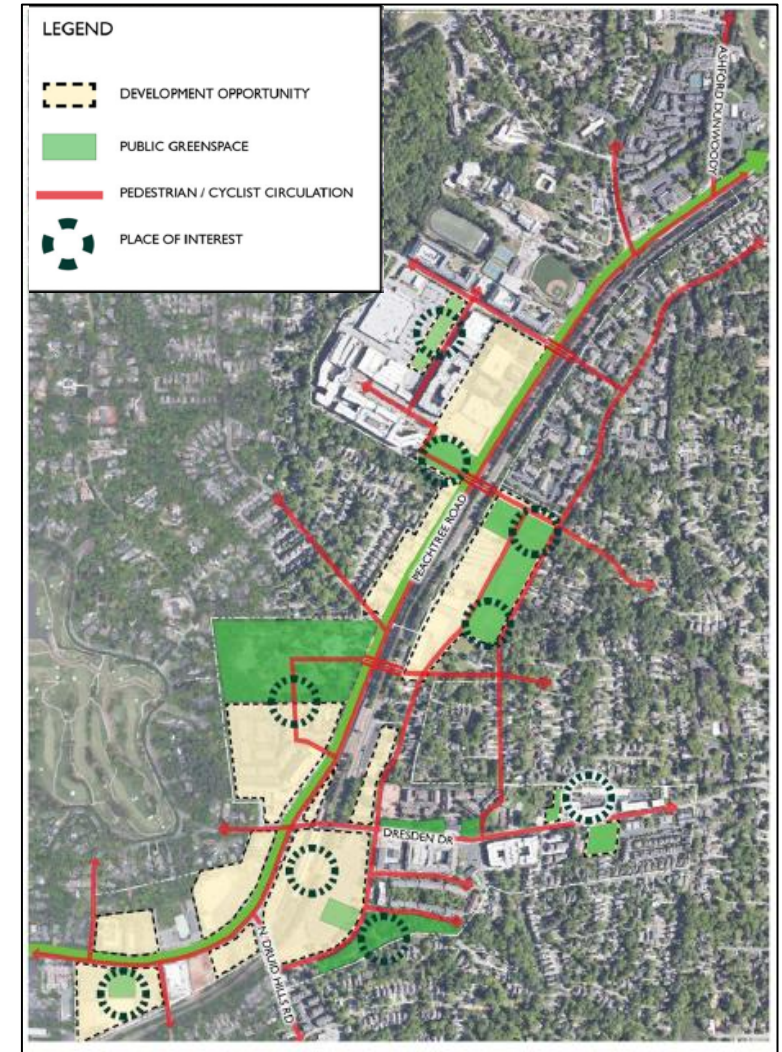 LEGEND
DEVELOPMENT OPPORTUNITY
PUBLIC GREENSPACE
PEDESTRIAN / CYCLIST CIRCULATION
PLACE OF INTEREST
ASHFORD DUNWOODY
PEACHTREE ROAD
DRESDEN DR
N. DRUID HILLS RD